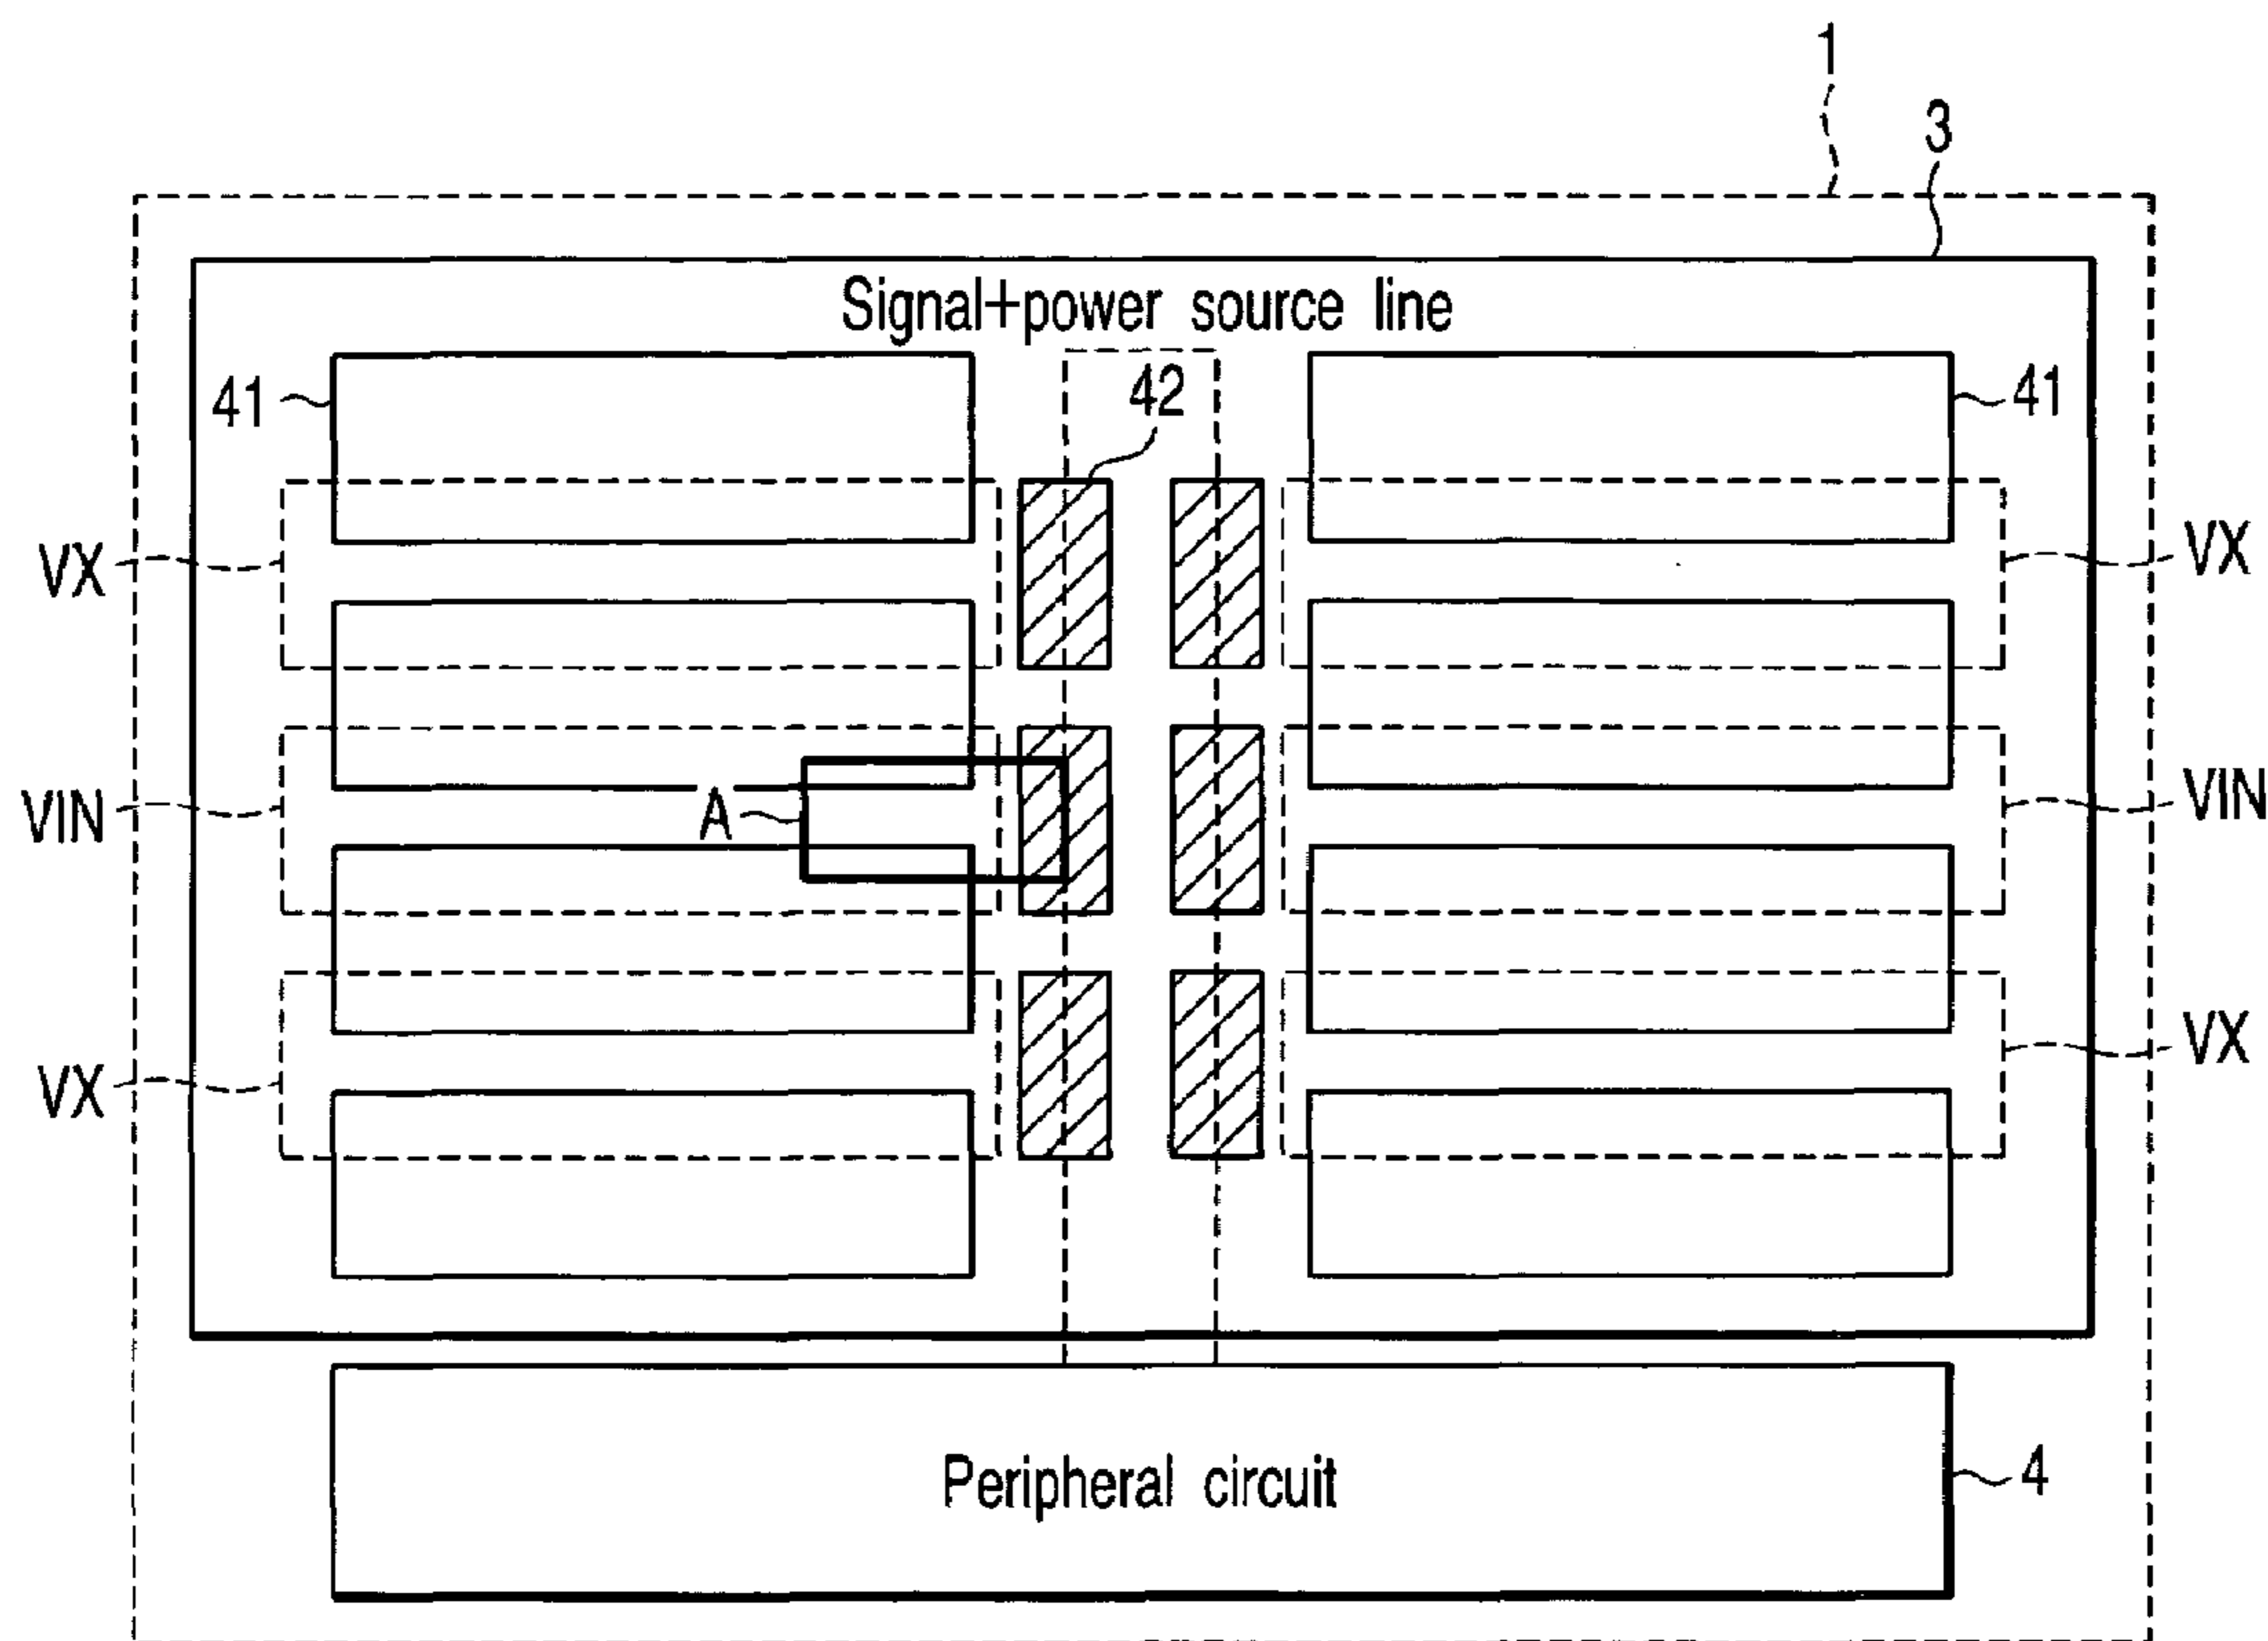 1
3
Signal+power source line
41
42
41
VX
VX
VIN
A
VIN
VX
VX
Peripheral circuit
4